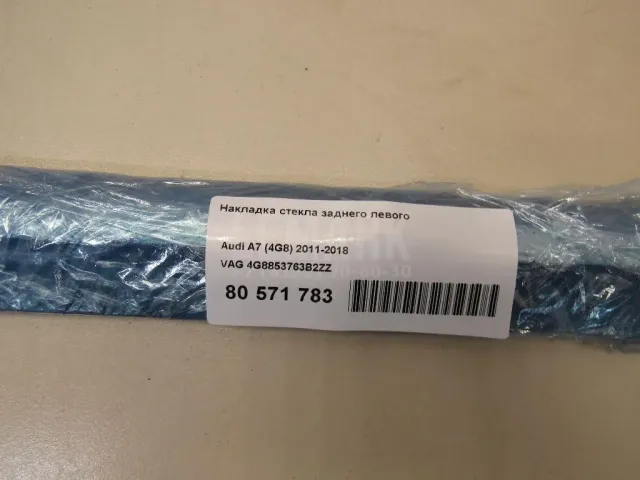 Накладка стекла заднего левого
Audi A7 (4G8) 2011-2018
VAG 4G8853763B2ZZ
80 571 783